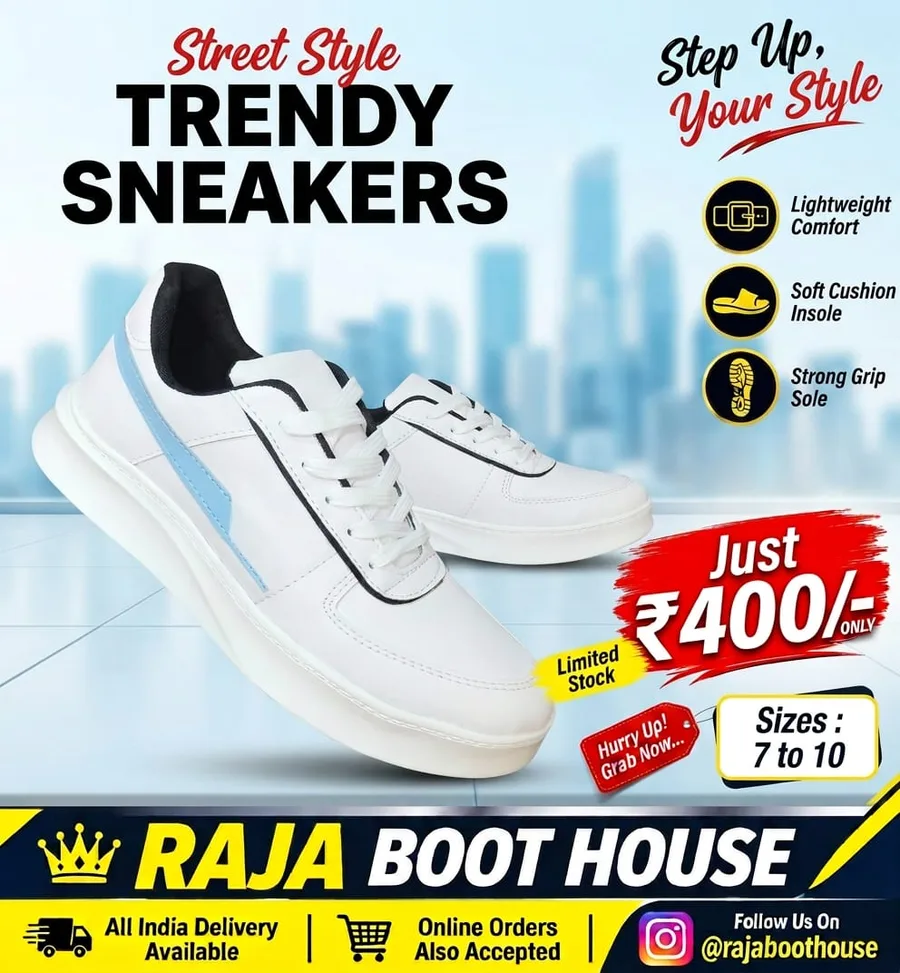 Street Style
TRENDY
SNEAKERS
Step Up,
Your Style
Lightweight
Comfort
Soft Cushion
Insole
Strong Grip
Sole
Just
₹400/-
ONLY
Limited
Stock
Hurry Up!
Grab Now...
Sizes :
7 to 10
RAJA BOOT HOUSE
All India Delivery
Available
Online Orders
Also Accepted
Follow Us On
@rajaboothouse